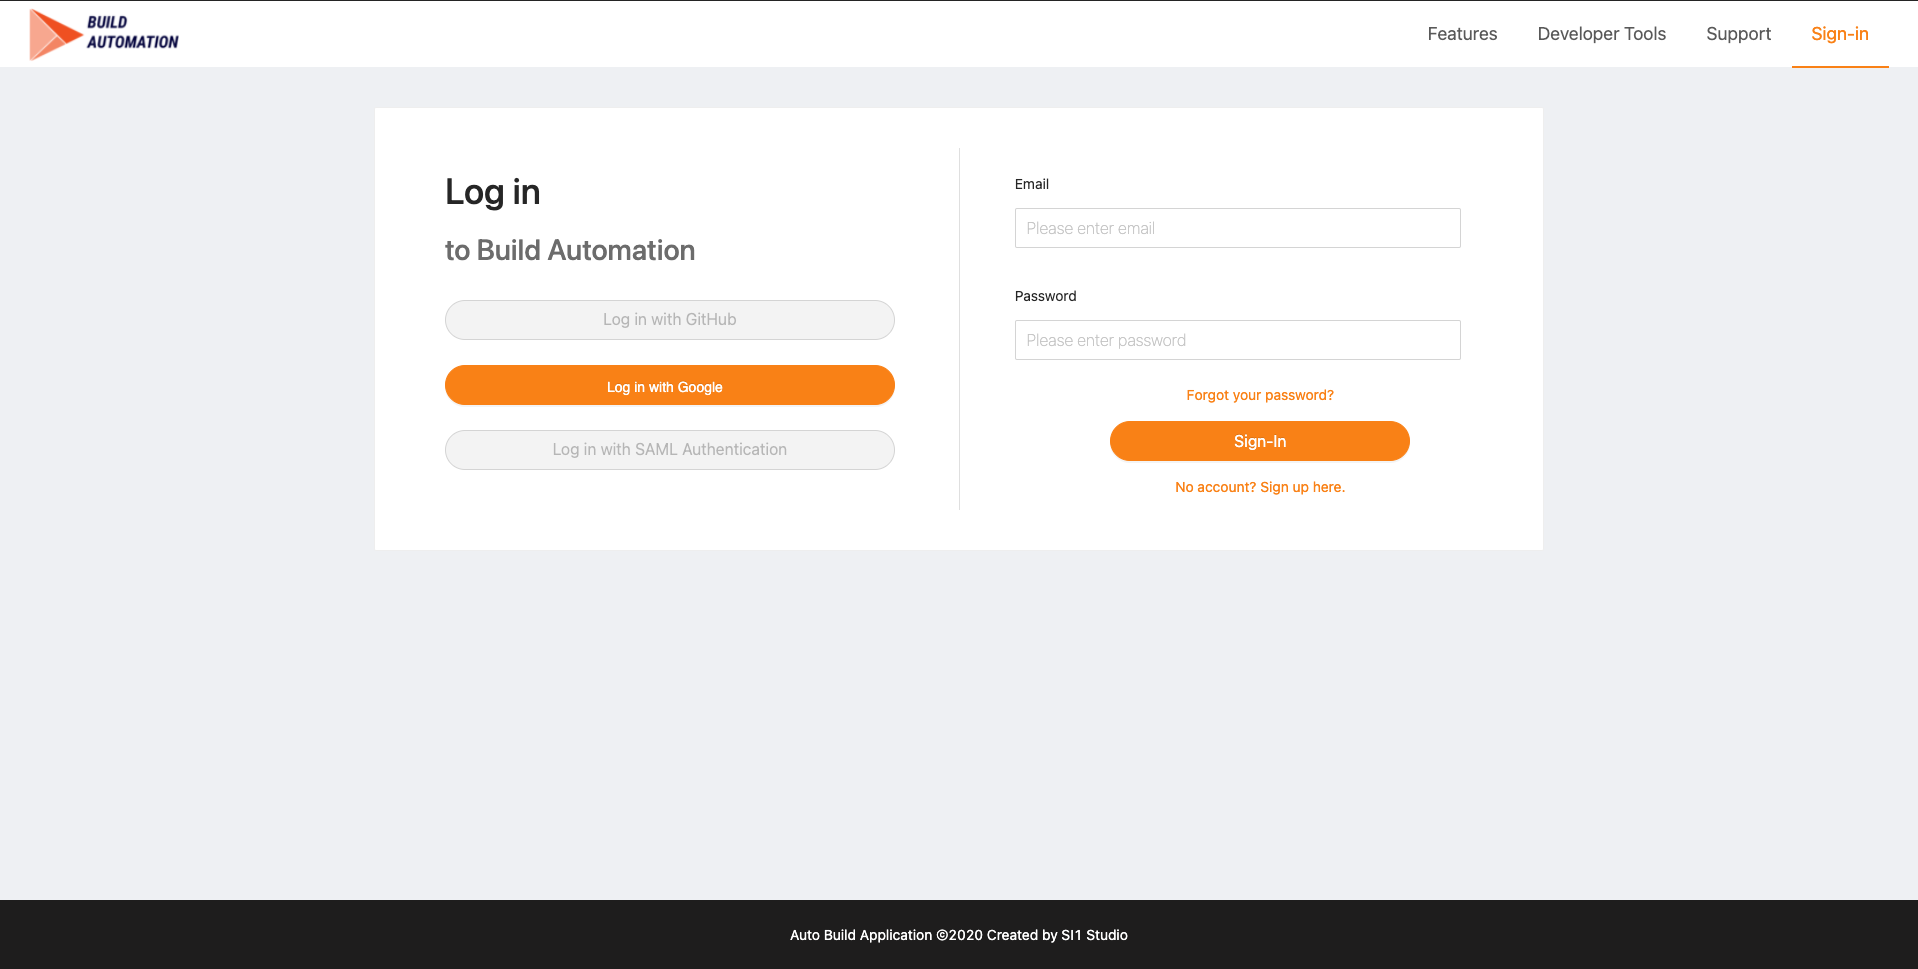 BUILD
AUTOMATION
Features
Developer Tools
Support
Sign-in
Log in
to Build Automation
Log in with GitHub
Log in with Google
Log in with SAML Authentication
Email
Please enter email
Password
Please enter password
Forgot your password?
Sign-In
No account? Sign up here.
Auto Build Application ©2020 Created by SI1 Studio